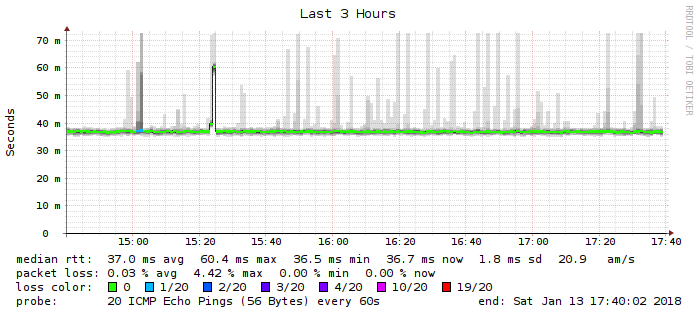 Last 3 Hours
RRDTOOL / TOBI OETIKER
Seconds
70 m
60 m
50 m
40 m
30 m
20 m
10 m
0
15:00 15:20 15:40 16:00 16:20 16:40 17:00 17:20 17:40
median rtt: 37.0 ms avg 60.4 ms max 36.5 ms min 36.7 ms now 1.8 ms sd 20.9 am/s
packet loss: 0.03 % avg 4.42 % max 0.00 % min 0.00 % now
loss color: 0 1/20 2/20 3/20 4/20 10/20 19/20
probe: 20 ICMP Echo Pings (56 Bytes) every 60s end: Sat Jan 13 17:40:02 2018